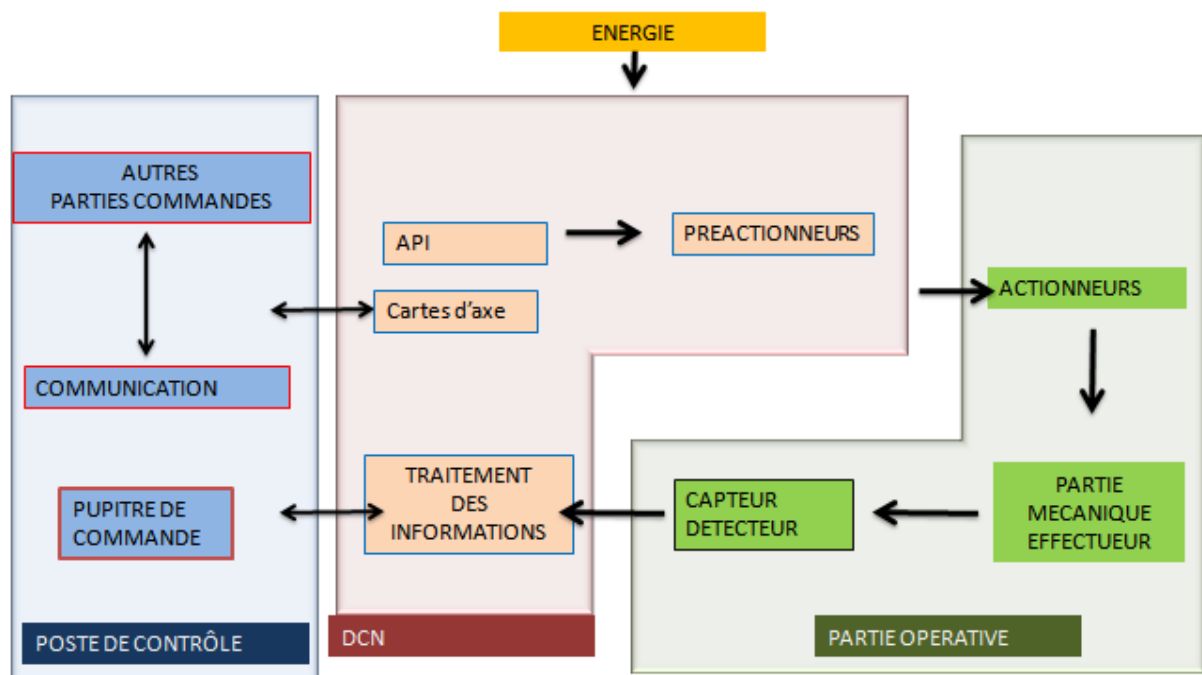 ENERGIE
AUTRES
PARTIES COMMANDES
API
PREACTIONNEURS
Cartes d'axe
ACTIONNEURS
COMMUNICATION
PUPITRE DE
COMMANDE
TRAITEMENT
DES
INFORMATIONS
CAPTEUR
DETECTEUR
PARTIE
MECANIQUE
EFFECTUEUR
POSTE DE CONTRÔLE
DCN
PARTIE OPERATIVE